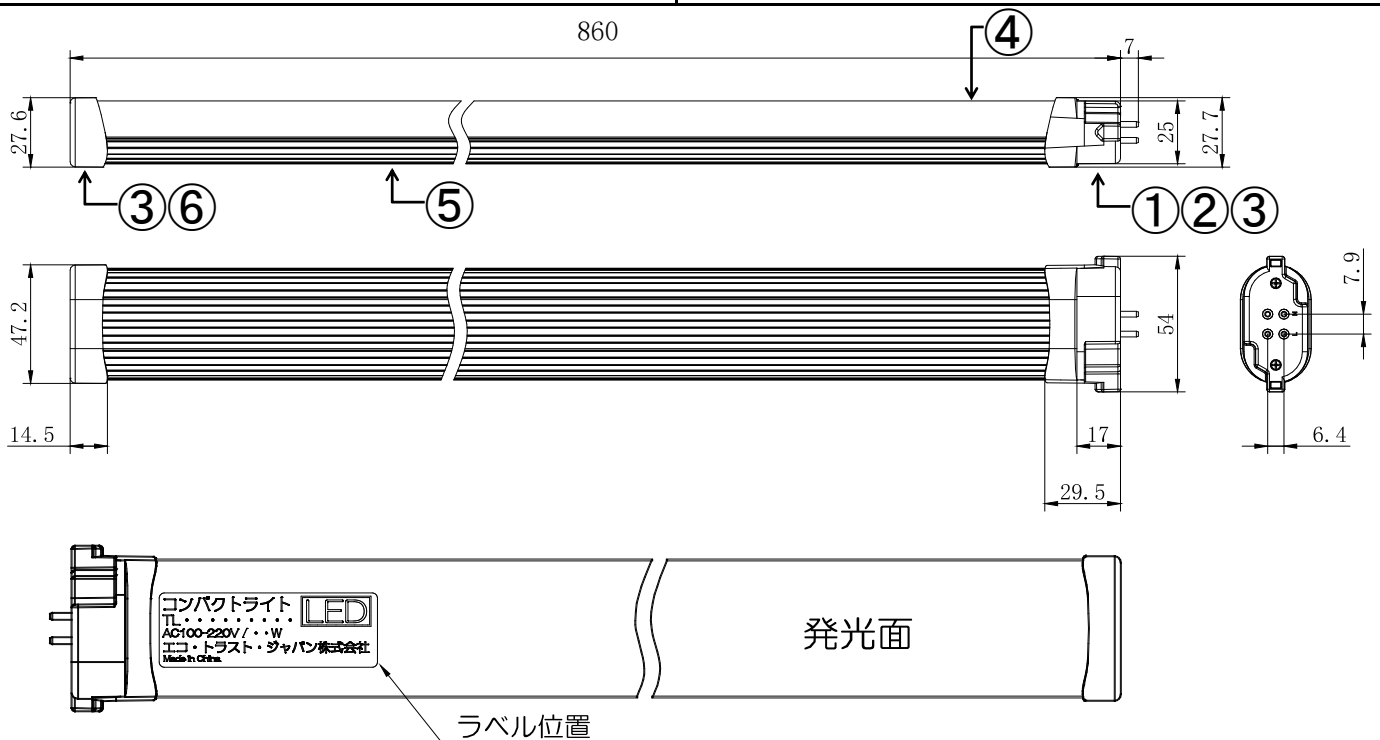 860
7
④
27.6
25
27.7
③⑥
⑤
①②③
47.2
54
7.9
14.5
17
6.4
29.5
コンパクトライト LED
TL・・・・・・・・・
AC100-220V / ・・W
エコ・トラスト・ジャパン株式会社
Made In China.
発光面
ラベル位置